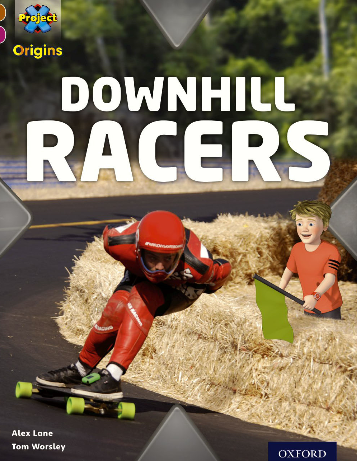 Project
X
Origins
DOWNHILL
RACERS
Alex Lane
Tom Worsley
OXFORD